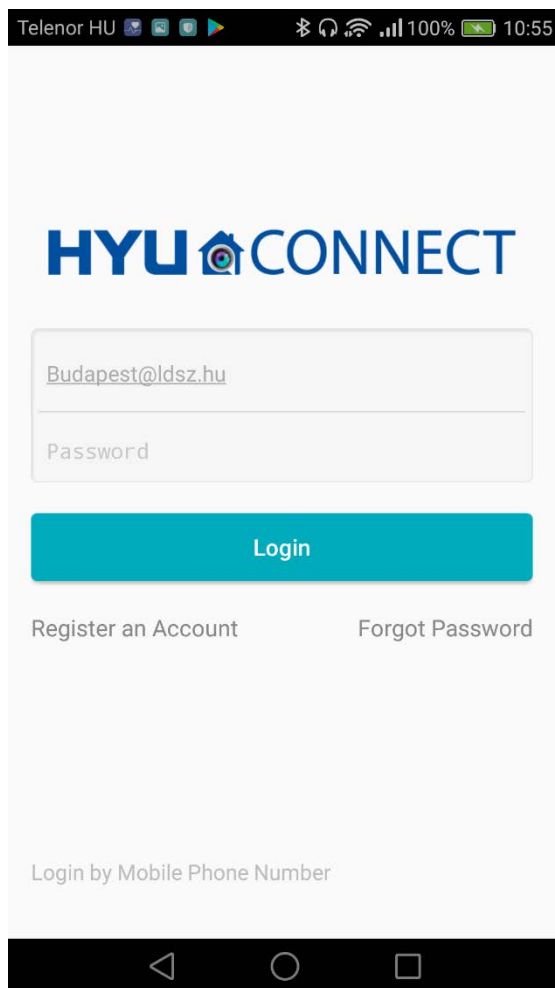 Telenor HU 100% 10:55
HYU CONNECT
Budapest@ldsz.hu
Password
Login
Register an Account Forgot Password
Login by Mobile Phone Number